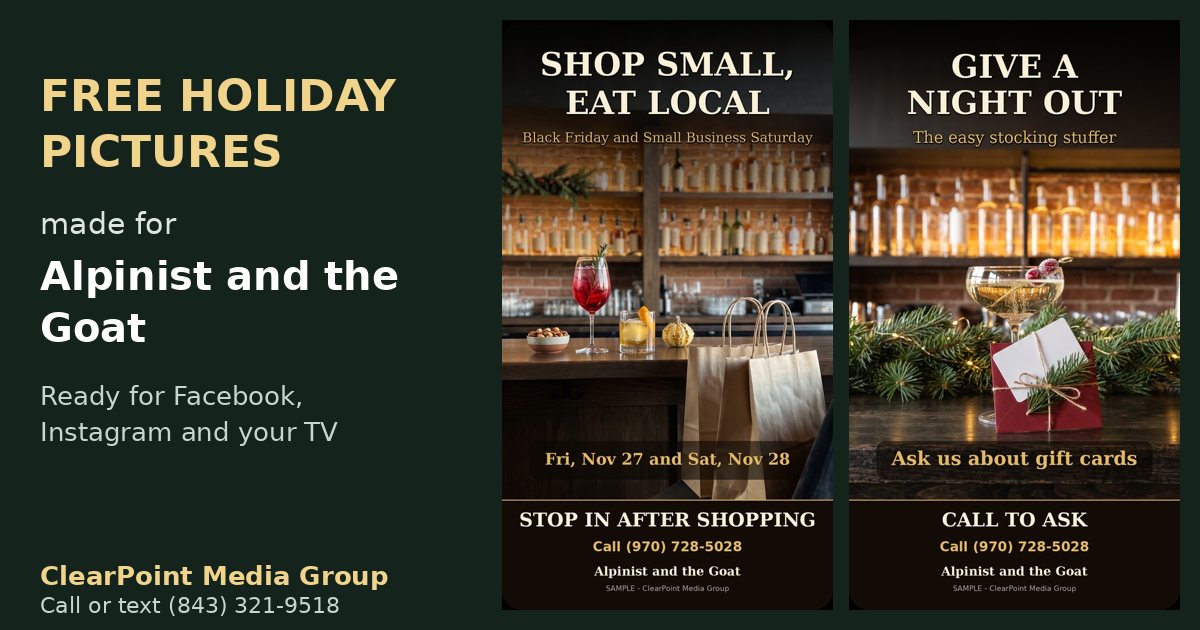 FREE HOLIDAY
PICTURES
made for
Alpinist and the
Goat
Ready for Facebook,
Instagram and your TV
ClearPoint Media Group
Call or text (843) 321-9518
SHOP SMALL,
EAT LOCAL
Black Friday and Small Business Saturday
Fri, Nov 27 and Sat, Nov 28
STOP IN AFTER SHOPPING
Call (970) 728-5028
Alpinist and the Goat
SAMPLE - ClearPoint Media Group
GIVE A
NIGHT OUT
The easy stocking stuffer
Ask us about gift cards
CALL TO ASK
Call (970) 728-5028
Alpinist and the Goat
SAMPLE - ClearPoint Media Group